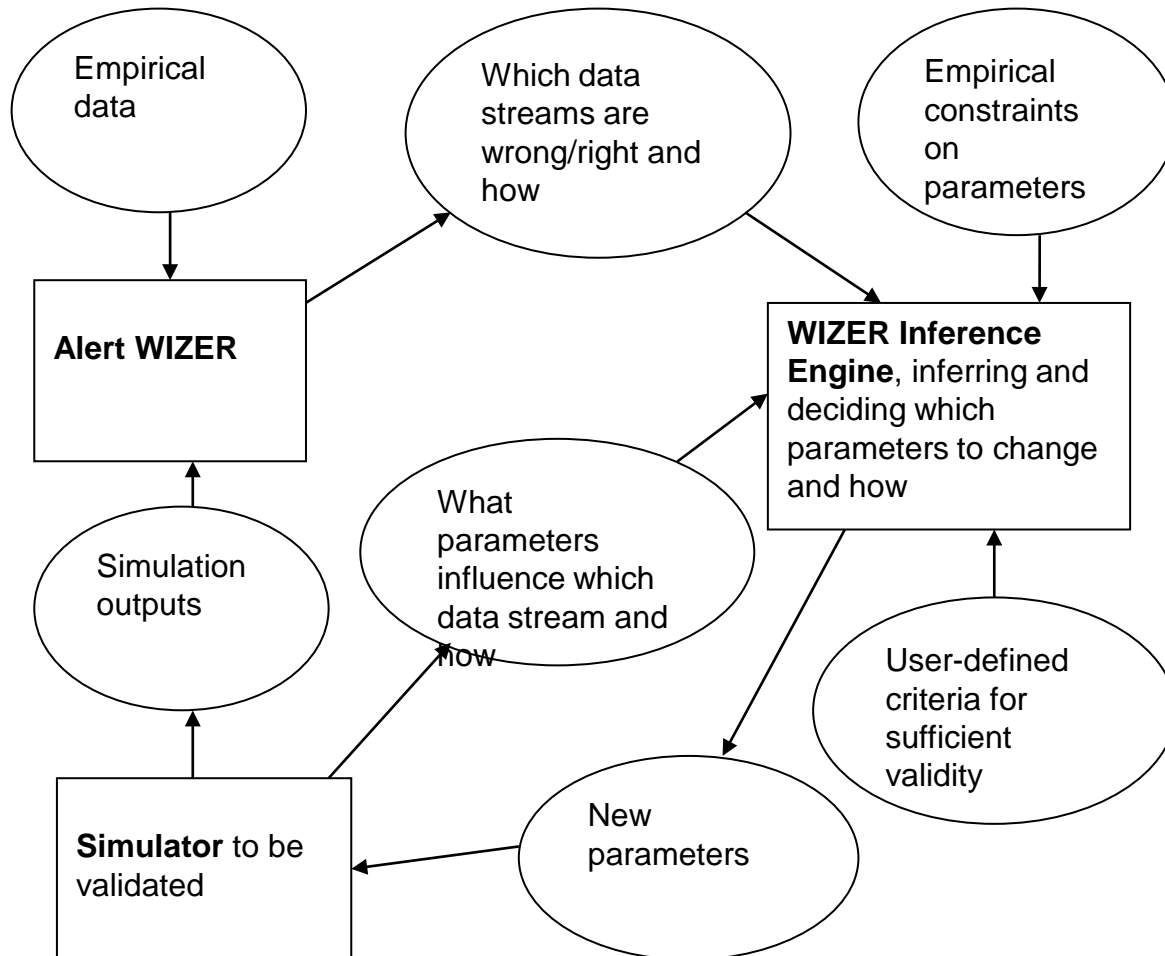 Empirical
data
Which data
streams are
wrong/right and
how
Empirical
constraints
on
parameters
Alert WIZER
WIZER Inference
Engine, inferring and
deciding which
parameters to change
and how
What
parameters
influence which
data stream and
how
Simulation
outputs
User-defined
criteria for
sufficient
validity
New
parameters
Simulator to be
validated